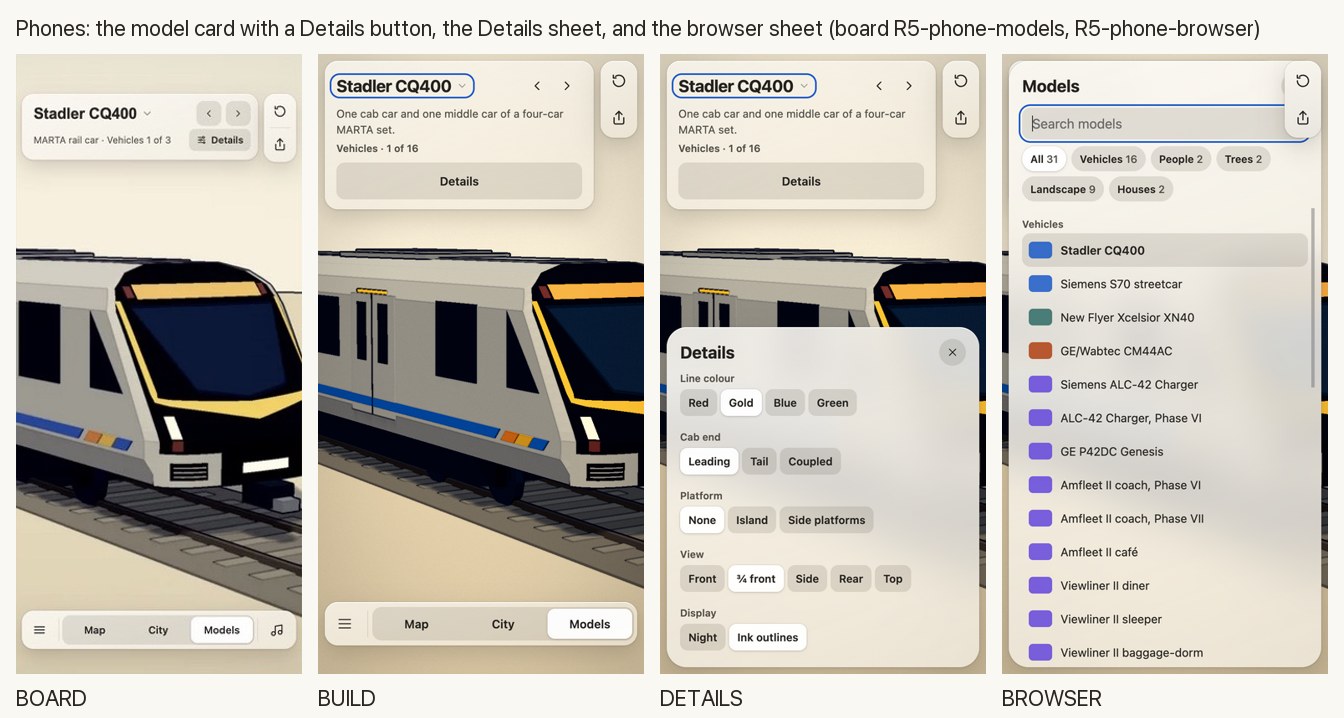 Phones: the model card with a Details button, the Details sheet, and the browser sheet (board R5-phone-models, R5-phone-browser)
Stadler CQ400
MARTA rail car · Vehicles 1 of 3
Details
Map
City
Models
BOARD
Stadler CQ400
One cab car and one middle car of a four-car
MARTA set.
Vehicles · 1 of 16
Details
Map
City
Models
BUILD
Stadler CQ400
One cab car and one middle car of a four-car
MARTA set.
Vehicles · 1 of 16
Details
Details
Line colour
Red Gold Blue Green
Cab end
Leading Tail Coupled
Platform
None Island Side platforms
View
Front ¾ front Side Rear Top
Display
Night Ink outlines
DETAILS
Models
Search models
All 31 Vehicles 16 People 2 Trees 2
Landscape 9 Houses 2
Vehicles
Stadler CQ400
Siemens S70 streetcar
New Flyer Xcelsior XN40
GE/Wabtec CM44AC
Siemens ALC-42 Charger
ALC-42 Charger, Phase VI
GE P42DC Genesis
Amfleet II coach, Phase VI
Amfleet II coach, Phase VII
Amfleet II café
Viewliner II diner
Viewliner II sleeper
Viewliner II baggage-dorm
BROWSER